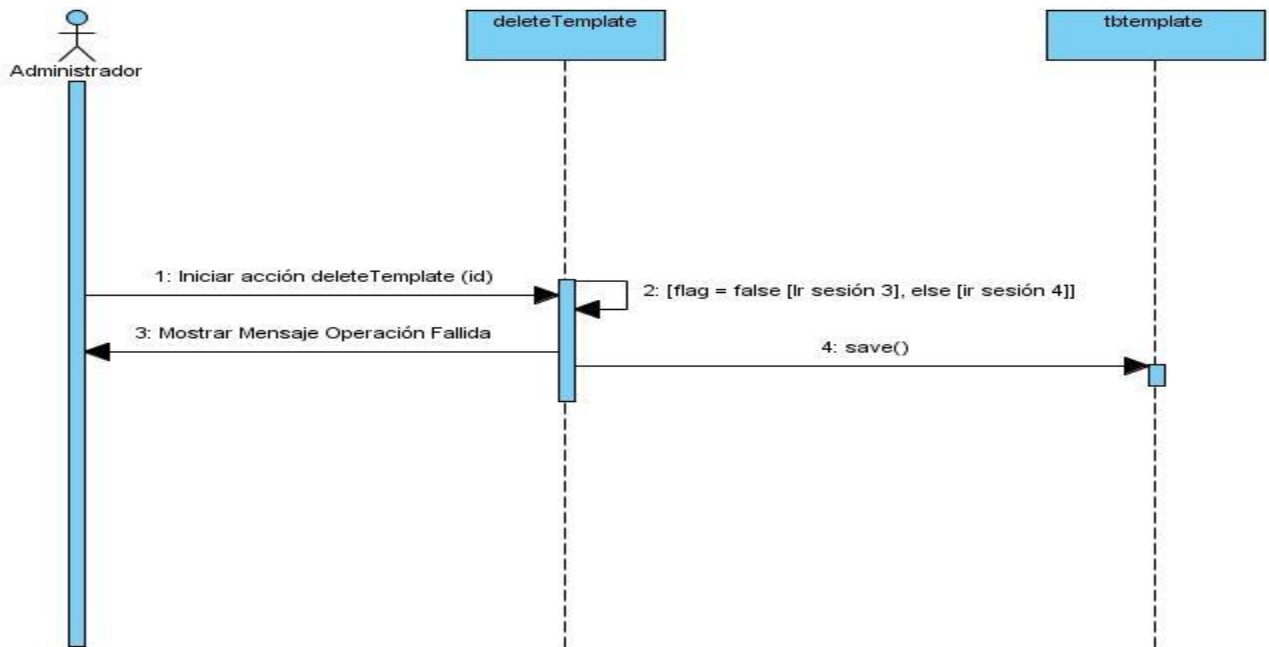 deleteTemplate
tbtemplate
Administrador
1: Iniciar acción deleteTemplate (id)
2: [flag = false [Ir sesión 3], else [ir sesión 4]]
3: Mostrar Mensaje Operación Fallida
4: save()